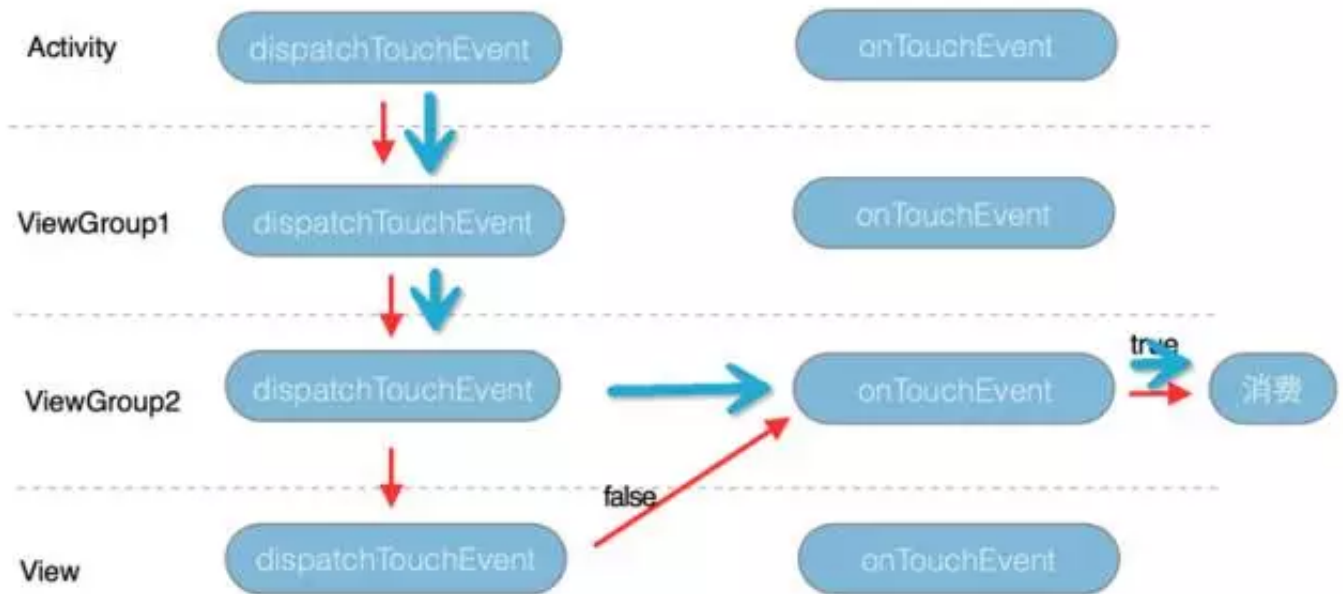 Activity
dispatchTouchEvent
onTouchEvent
ViewGroup1
dispatchTouchEvent
onTouchEvent
true
ViewGroup2
dispatchTouchEvent
onTouchEvent
消费
false
View
dispatchTouchEvent
onTouchEvent